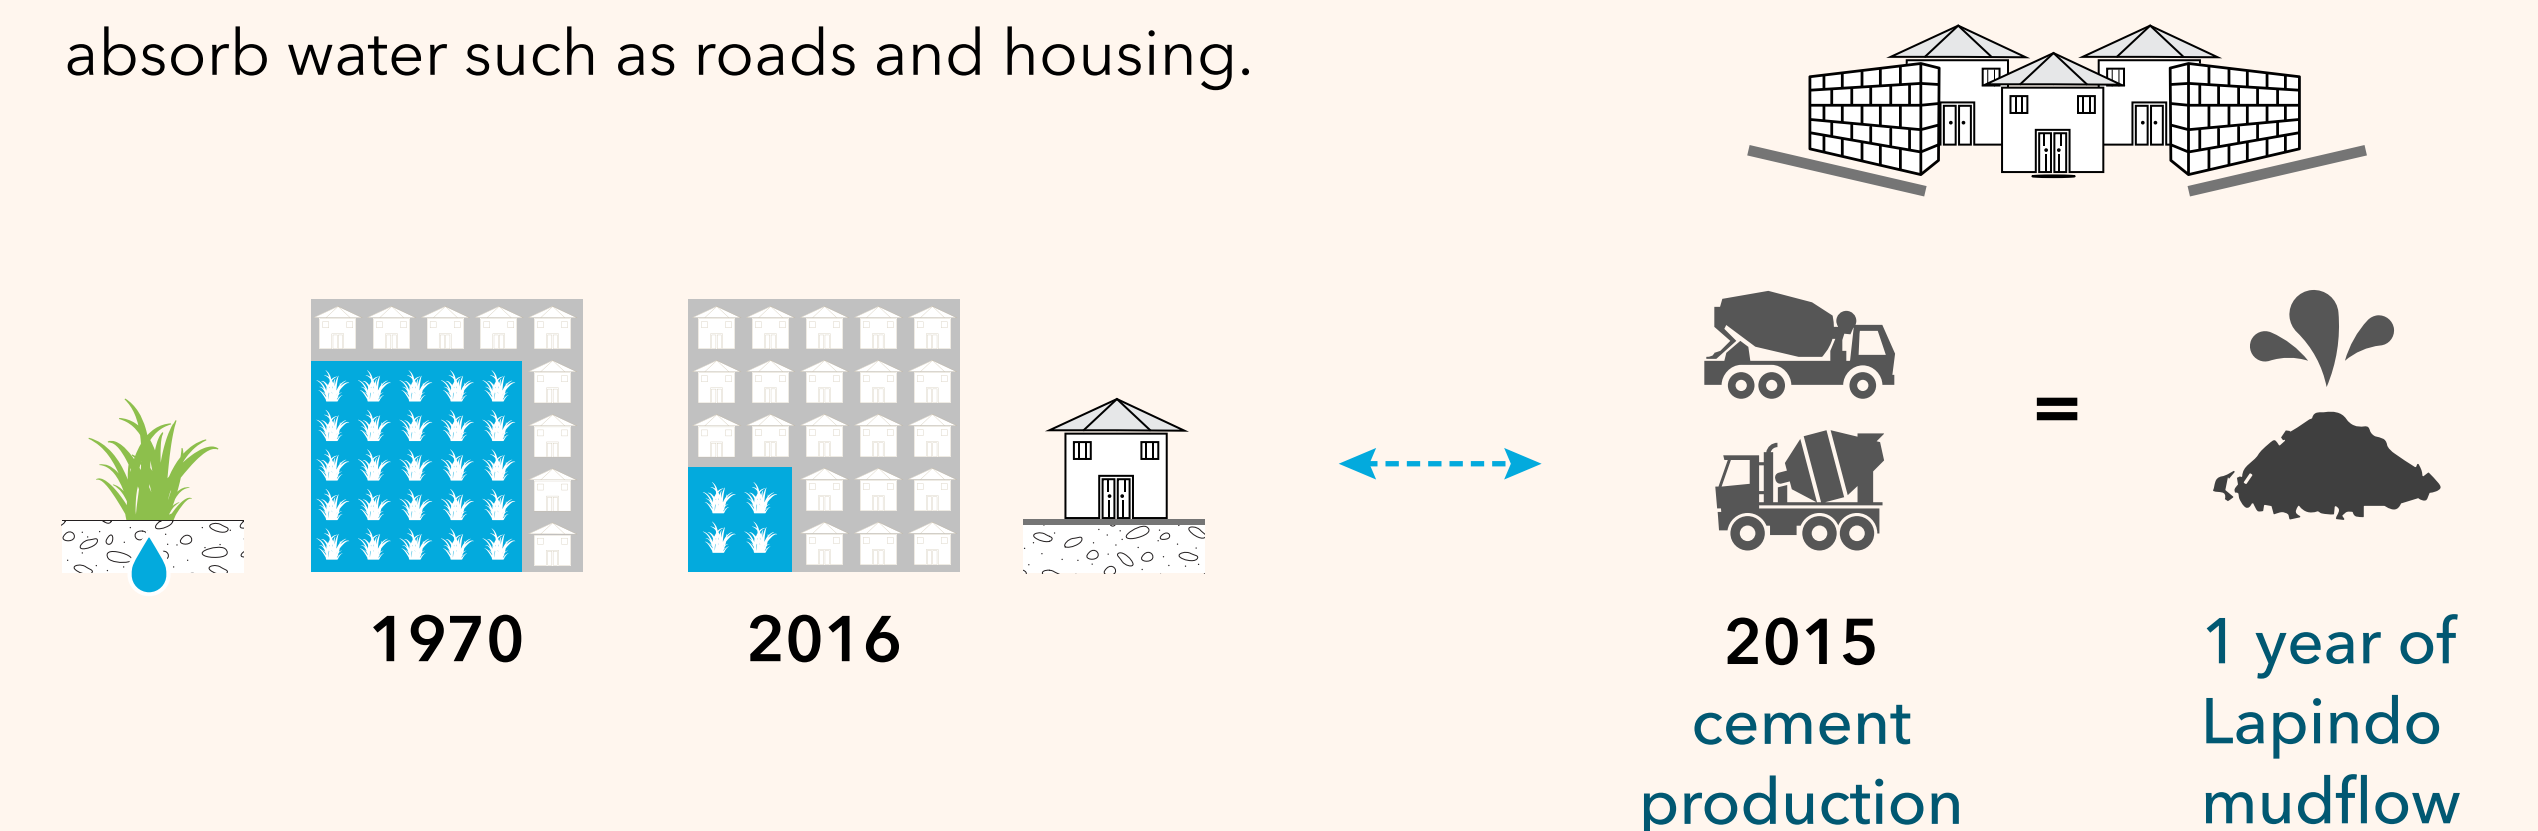 absorb water such as roads and housing.
=
1970
2016
2015
cement
production
1 year of
Lapindo
mudflow